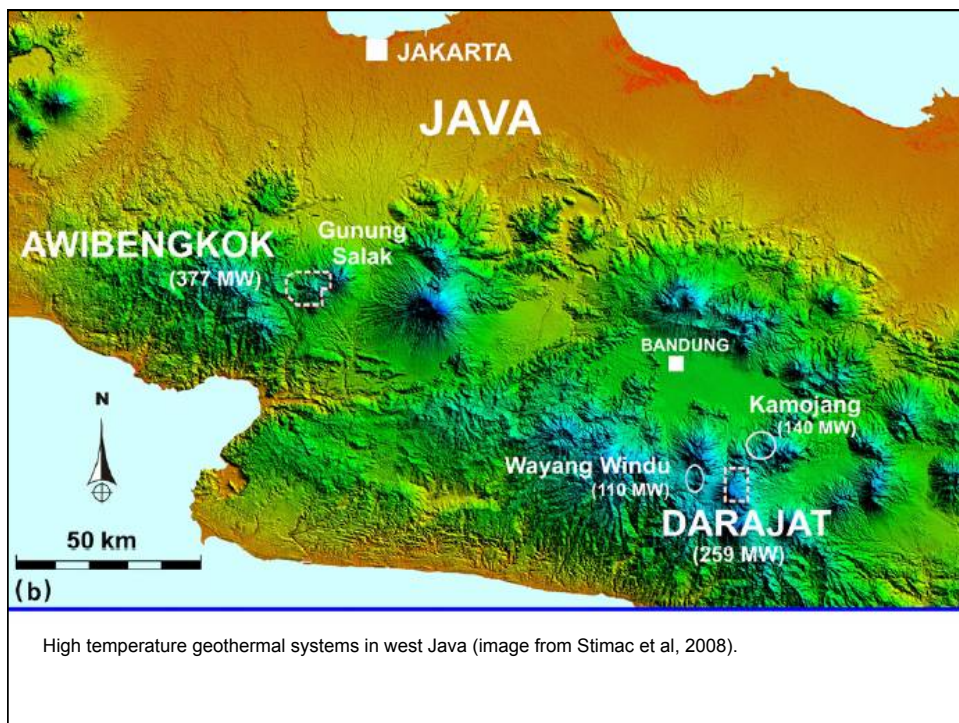 JAKARTA
JAVA
AWIBENGKOK
(377 MW)
Gunung
Salak
BANDUNG
Kamojang
(140 MW)
Wayang Windu
(110 MW)
DARAJAT
(259 MW)
N
50 km
(b)
High temperature geothermal systems in west Java (image from Stimac et al, 2008).